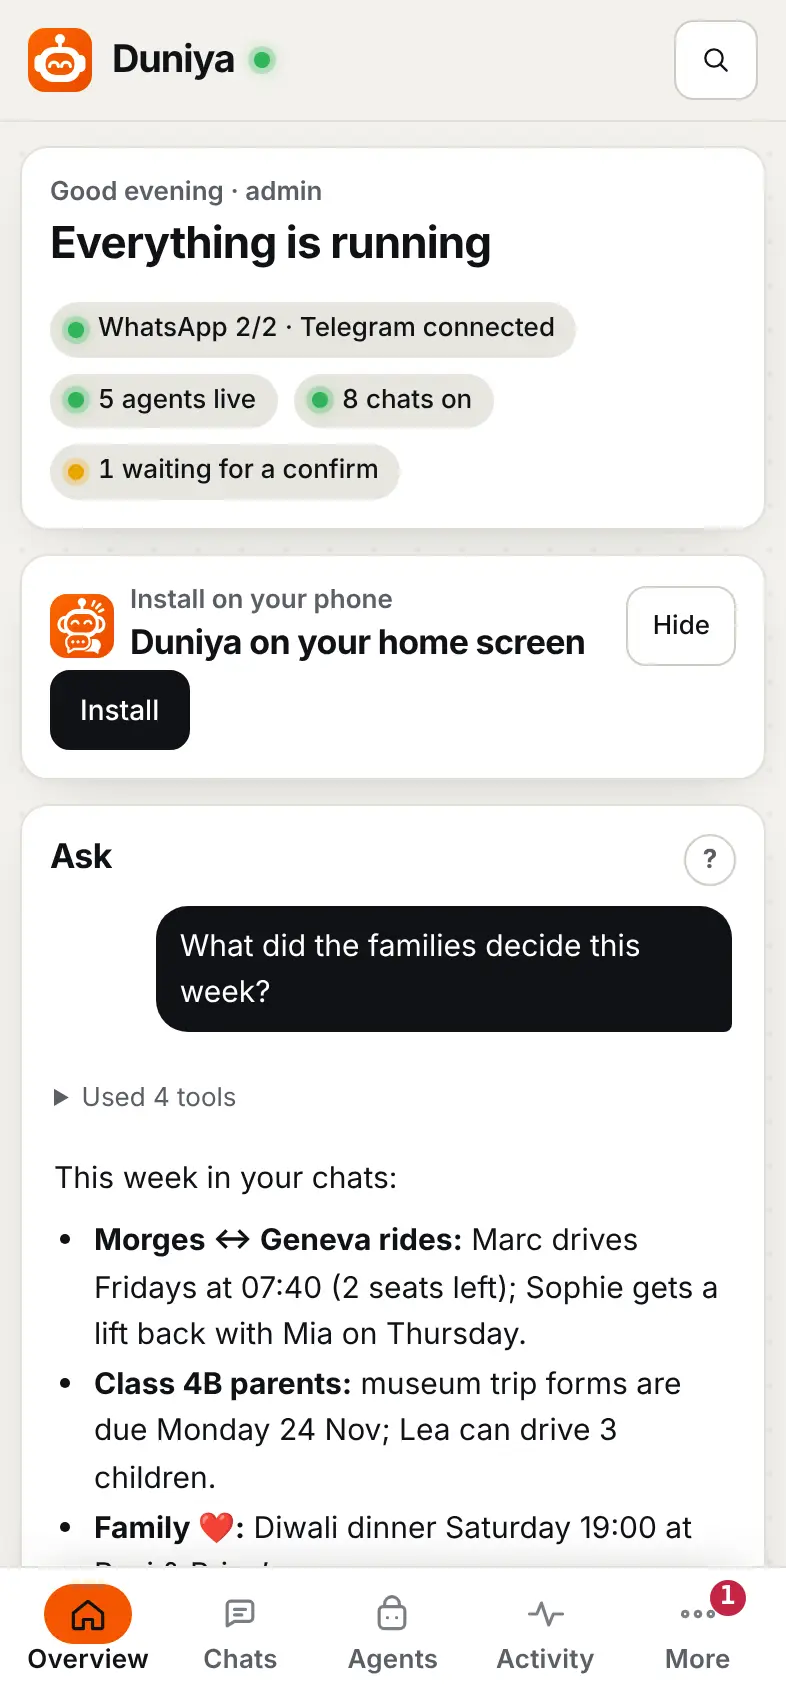 Duniya
Good evening · admin
Everything is running
WhatsApp 2/2 · Telegram connected
5 agents live
8 chats on
1 waiting for a confirm
Install on your phone
Duniya on your home screen
Hide
Install
Ask
?
What did the families decide this
week?
▶ Used 4 tools
This week in your chats:
• Morges ↔ Geneva rides: Marc drives
Fridays at 07:40 (2 seats left); Sophie gets a
lift back with Mia on Thursday.
• Class 4B parents: museum trip forms are
due Monday 24 Nov; Lea can drive 3
children.
• Family ❤️: Diwali dinner Saturday 19:00 at
Overview
Chats
Agents
Activity
More
1